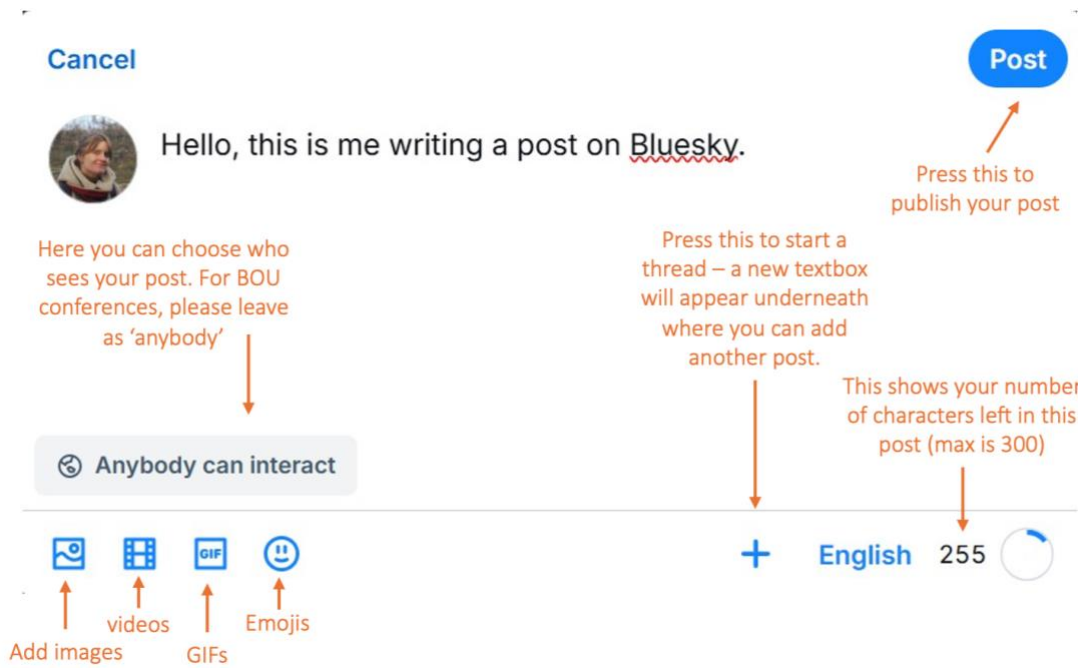 Cancel
Post
Hello, this is me writing a post on Bluesky.
Press this to
publish your post
Here you can choose who
sees your post. For BOU
conferences, please leave
as ‘anybody’
Press this to start a
thread – a new textbox
will appear underneath
where you can add
another post.
This shows your number
of characters left in this
post (max is 300)
Anybody can interact
GIF
English
255
Add images
videos
GIFs
Emojis